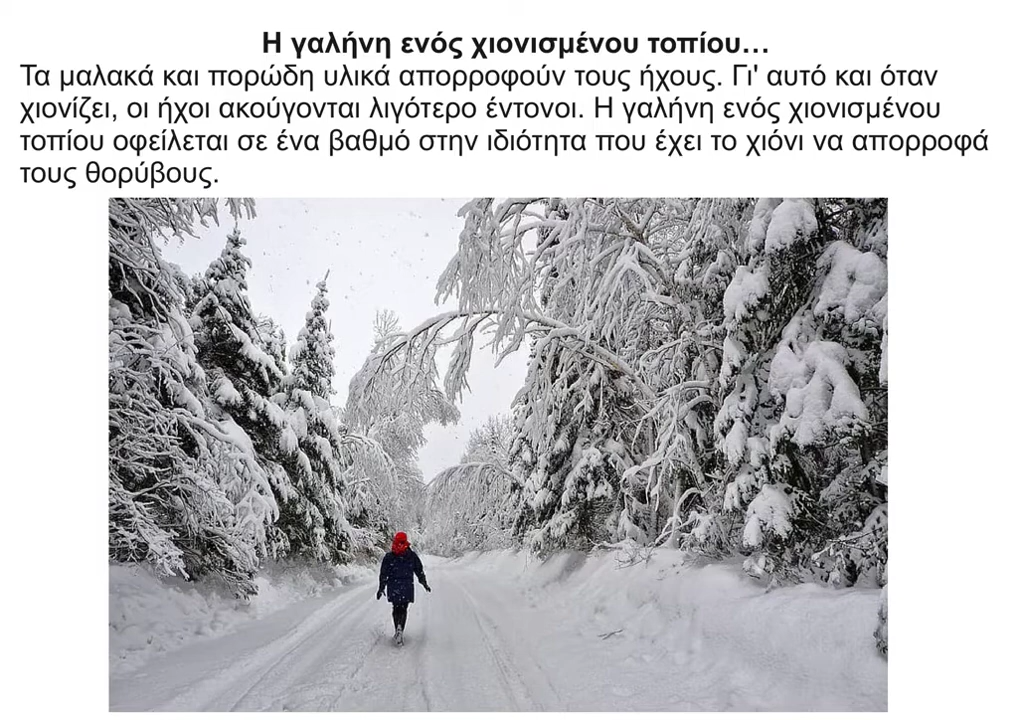 Η γαλήνη ενός χιονισμένου τοπίου…
Τα μαλακά και πορώδη υλικά απορροφούν τους ήχους. Γι' αυτό και όταν
χιονίζει, οι ήχοι ακούγονται λιγότερο έντονοι. Η γαλήνη ενός χιονισμένου
τοπίου οφείλεται σε ένα βαθμό στην ιδιότητα που έχει το χιόνι να απορροφά
τους θορύβους.